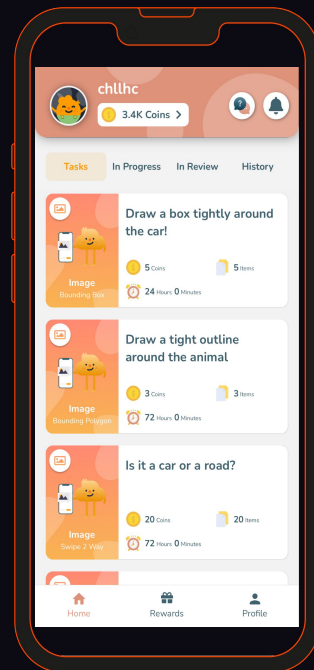 chllhc
3.4K Coins >
Tasks In Progress In Review History
Draw a box tightly around
the car!
5 Coins 5 Items
24 Hours 0 Minutes
Image
Bounding Box
Draw a tight outline
around the animal
3 Coins 3 Items
72 Hours 0 Minutes
Image
Bounding Polygon
Is it a car or a road?
20 Coins 20 Items
72 Hours 0 Minutes
Image
Swipe 2 Way
Home Rewards Profile